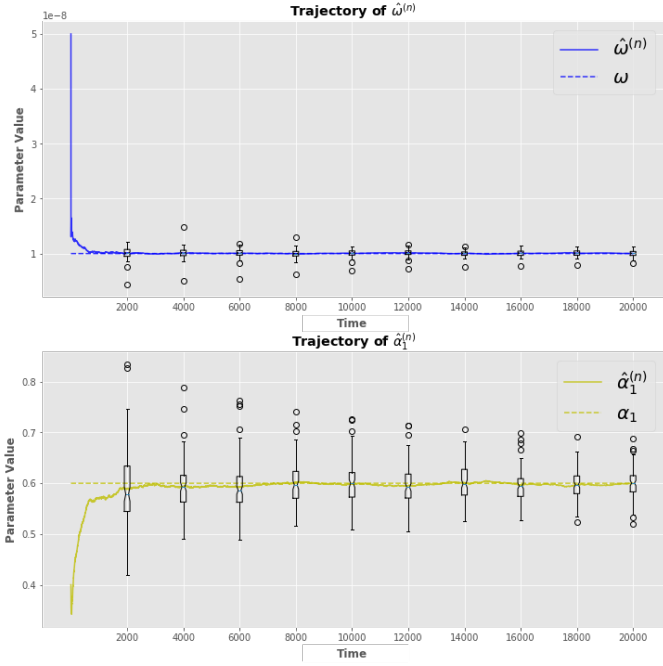 Trajectory of ω̂⁽ⁿ⁾
1e−8
5
4
3
2
1
Parameter Value
ω̂⁽ⁿ⁾
ω
2000 4000 6000 8000 10000 12000 14000 16000 18000 20000
Time
Trajectory of α̂₁⁽ⁿ⁾
0.8
0.7
0.6
0.5
0.4
Parameter Value
α̂₁⁽ⁿ⁾
α₁
2000 4000 6000 8000 10000 12000 14000 16000 18000 20000
Time